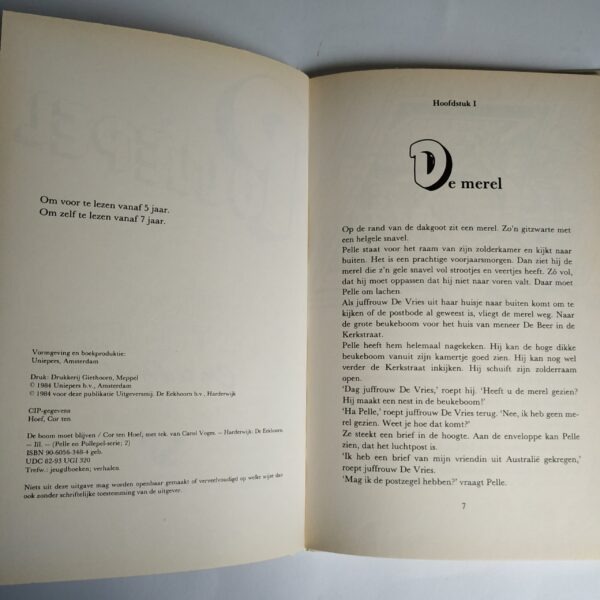 Om voor te lezen vanaf 5 jaar.
Om zelf te lezen vanaf 7 jaar.
Vormgeving en boekproduktie:
Uniepers, Amsterdam
Druk: Drukkerij Giethoorn, Meppel
© 1984 Uniepers b.v., Amsterdam
© 1984 voor deze publikatie Uitgeversmij. De Eekhoorn b.v., Harderwijk
CIP-gegevens
Hoef, Cor ten
De boom moet blijven / Cor ten Hoef, met tek. van Carol Voges. – Harderwijk: De Eekhoorn.
– Ill. – (Pelle en Pollepel-serie; 2)
ISBN 90-6056-348-4 geb.
UDC 82-93 UGI 320
Trefw.: jeugdboeken; verhalen.
Niets uit deze uitgave mag worden openbaar gemaakt of verveelvoudigd op welke wijze dan
ook zonder schriftelijke toestemming van de uitgever.
Hoofdstuk I
De merel
Op de rand van de dakgoot zit een merel. Zo'n gitzwarte met
een helgele snavel.
Pelle staat voor het raam van zijn zolderkamer en kijkt naar
buiten. Het is een prachtige voorjaarsmorgen. Dan ziet hij de
merel die z'n gele snavel vol strootjes en veertjes heeft. Zó vol,
dat hij moet oppassen dat hij niet naar voren valt. Daar moet
Pelle om lachen.
Als juffrouw De Vries uit haar huisje naar buiten komt om te
kijken of de postbode al geweest is, vliegt de merel weg. Naar
de grote beukeboom voor het huis van meneer De Beer in de
Kerkstraat.
Pelle heeft hem helemaal nagekeken. Hij kan de hoge dikke
beukeboom vanuit zijn kamertje goed zien. Hij kan nog wel
verder de Kerkstraat inkijken. Hij schuift zijn zolderraam
open.
'Dag juffrouw De Vries,' roept hij. 'Heeft u de merel gezien?
Hij maakt een nest in de beukeboom!'
'Ha Pelle,' roept juffrouw De Vries terug. 'Nee, ik heb geen me-
rel gezien. Weet je hoe dat komt?'
Ze steekt een brief in de hoogte. Aan de enveloppe kan Pelle
zien, dat het luchtpost is.
'Ik heb een brief van mijn vriendin uit Australië gekregen,'
roept juffrouw De Vries.
'Mag ik de postzegel hebben?' vraagt Pelle.
7